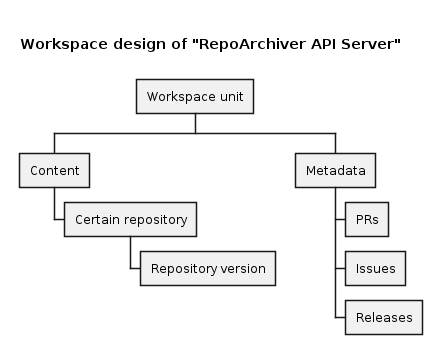 Workspace design of "RepoArchiver API Server"
Workspace unit
Content
Metadata
Certain repository
PRs
Repository version
Issues
Releases